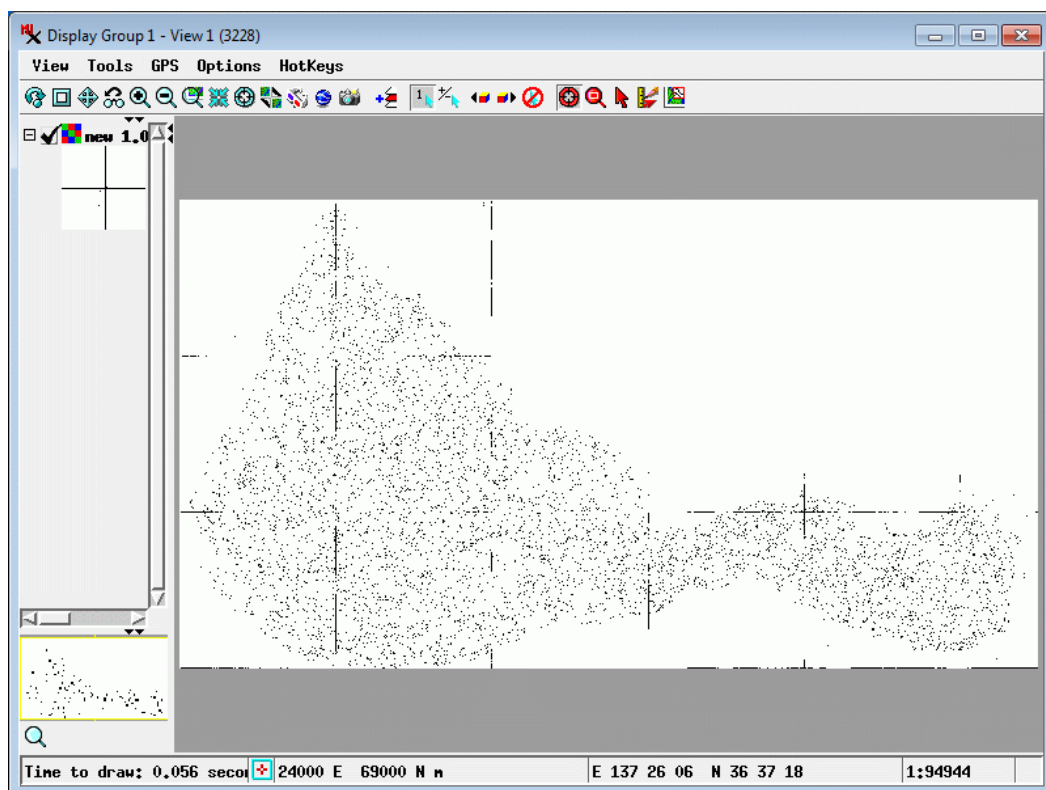 Display Group 1 - View 1 (3228)
View Tools GPS Options HotKeys
1 +/-
new 1.0
Time to draw: 0.056 secon
24000 E 69000 N m
E 137 26 06 N 36 37 18
1:94944